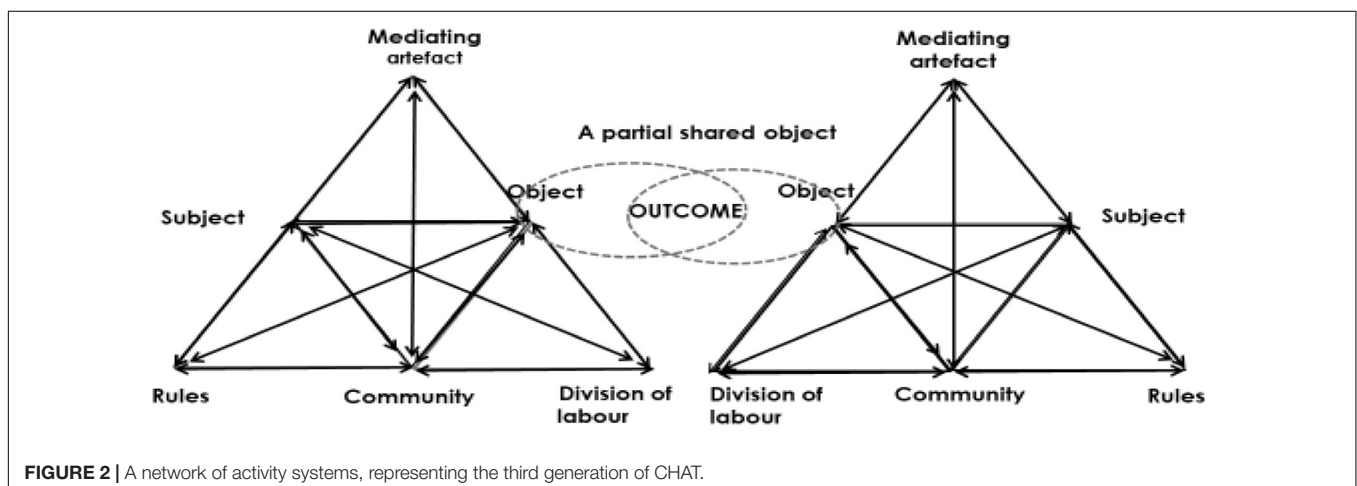 Mediating
artefact
Mediating
artefact
A partial shared object
Object
Object
Subject
OUTCOME
Subject
Rules
Community
Division of
labour
Division of
labour
Community
Rules
FIGURE 2 | A network of activity systems, representing the third generation of CHAT.